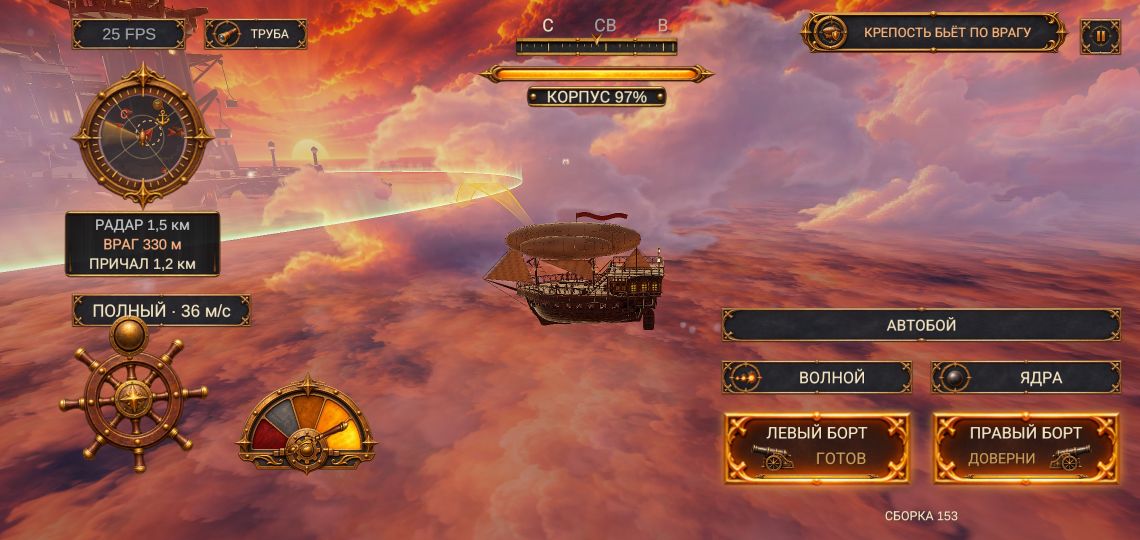 25 FPS
ТРУБА
С СВ В
КРЕПОСТЬ БЬЁТ ПО ВРАГУ
КОРПУС 97%
РАДАР 1,5 км
ВРАГ 330 м
ПРИЧАЛ 1,2 км
ПОЛНЫЙ · 36 м/с
АВТОБОЙ
ВОЛНОЙ
ЯДРА
ЛЕВЫЙ БОРТ
ГОТОВ
ПРАВЫЙ БОРТ
ДОВЕРНИ
СБОРКА 153